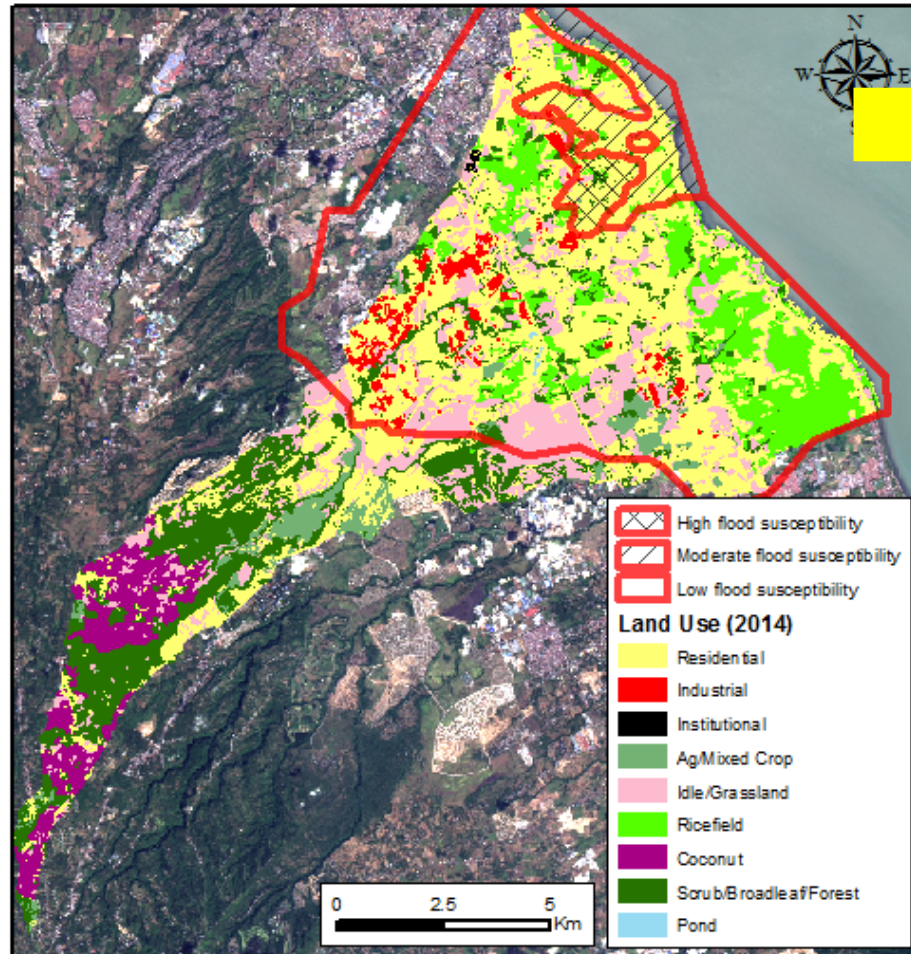 N
W
E
S
High flood susceptibility
Moderate flood susceptibility
Low flood susceptibility
Land Use (2014)
Residential
Industrial
Institutional
Ag/Mixed Crop
Idle/Grassland
Ricefield
Coconut
Scrub/Broadleaf/Forest
Pond
0 2.5 5
Km